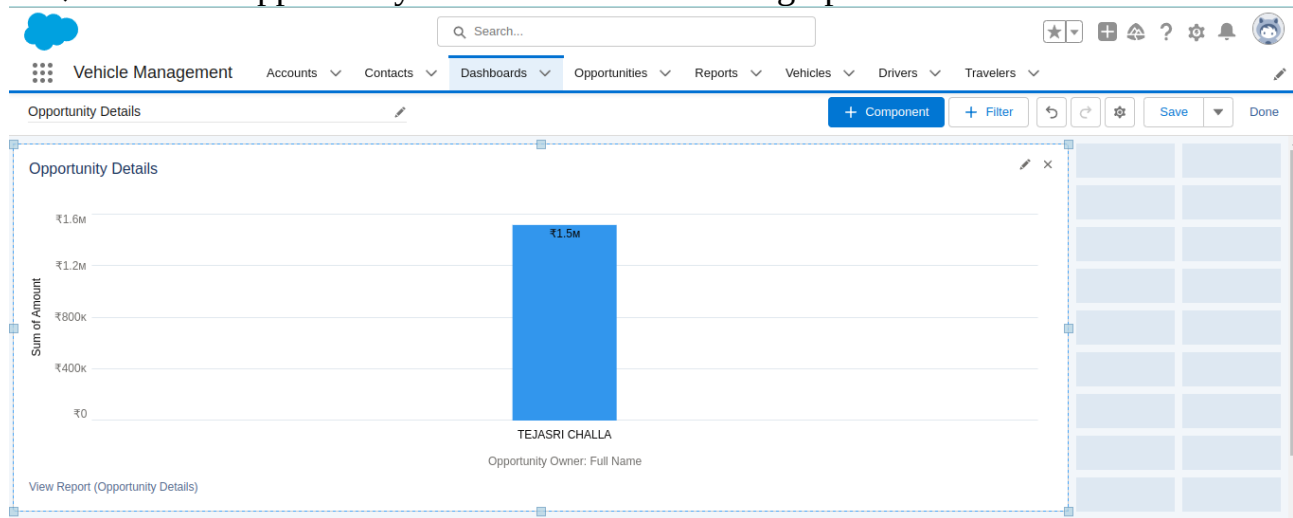 Search...
Vehicle Management Accounts Contacts Dashboards Opportunities Reports Vehicles Drivers Travelers
Opportunity Details + Component + Filter Save Done
Opportunity Details
₹1.6M
₹1.5M
₹1.2M
₹800K
₹400K
₹0
Sum of Amount
TEJASRI CHALLA
Opportunity Owner: Full Name
View Report (Opportunity Details)